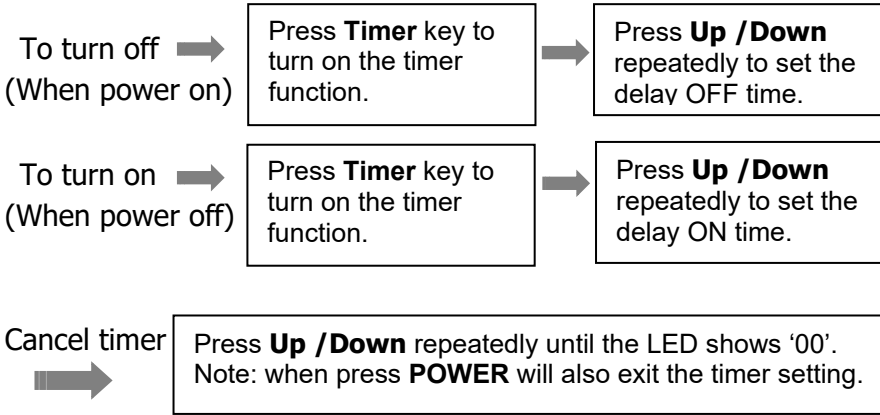 To turn off
(When power on)
Press Timer key to
turn on the timer
function.
Press Up /Down
repeatedly to set the
delay OFF time.
To turn on
(When power off)
Press Timer key to
turn on the timer
function.
Press Up /Down
repeatedly to set the
delay ON time.
Cancel timer
Press Up /Down repeatedly until the LED shows ‘00’.
Note: when press POWER will also exit the timer setting.